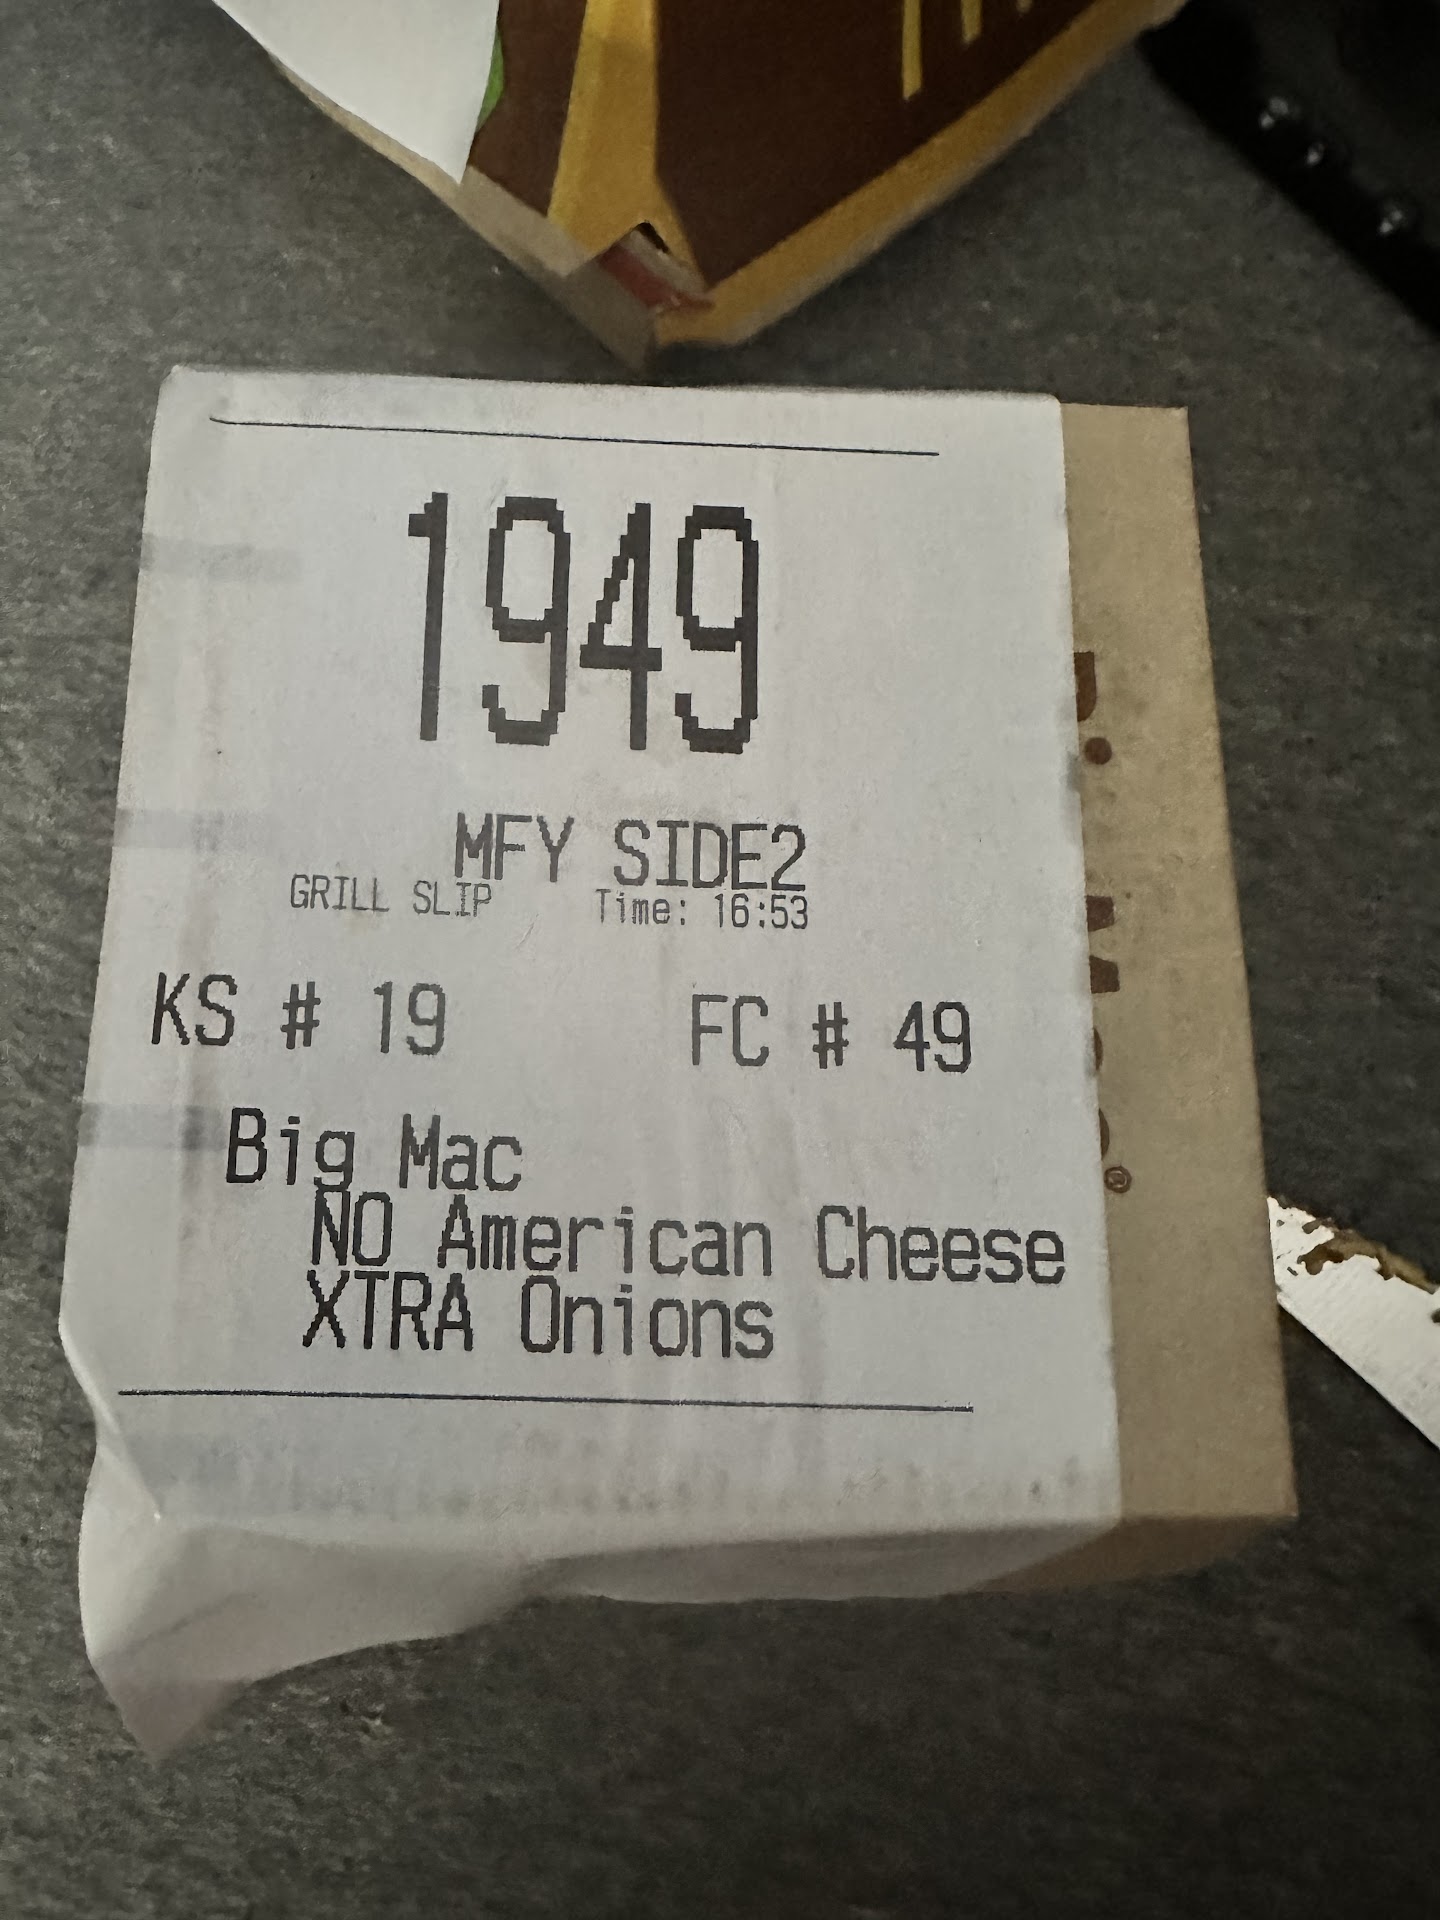 1949
MFY SIDE2
GRILL SLIP Time: 16:53
KS # 19 FC # 49
Big Mac
NO American Cheese
XTRA Onions
®